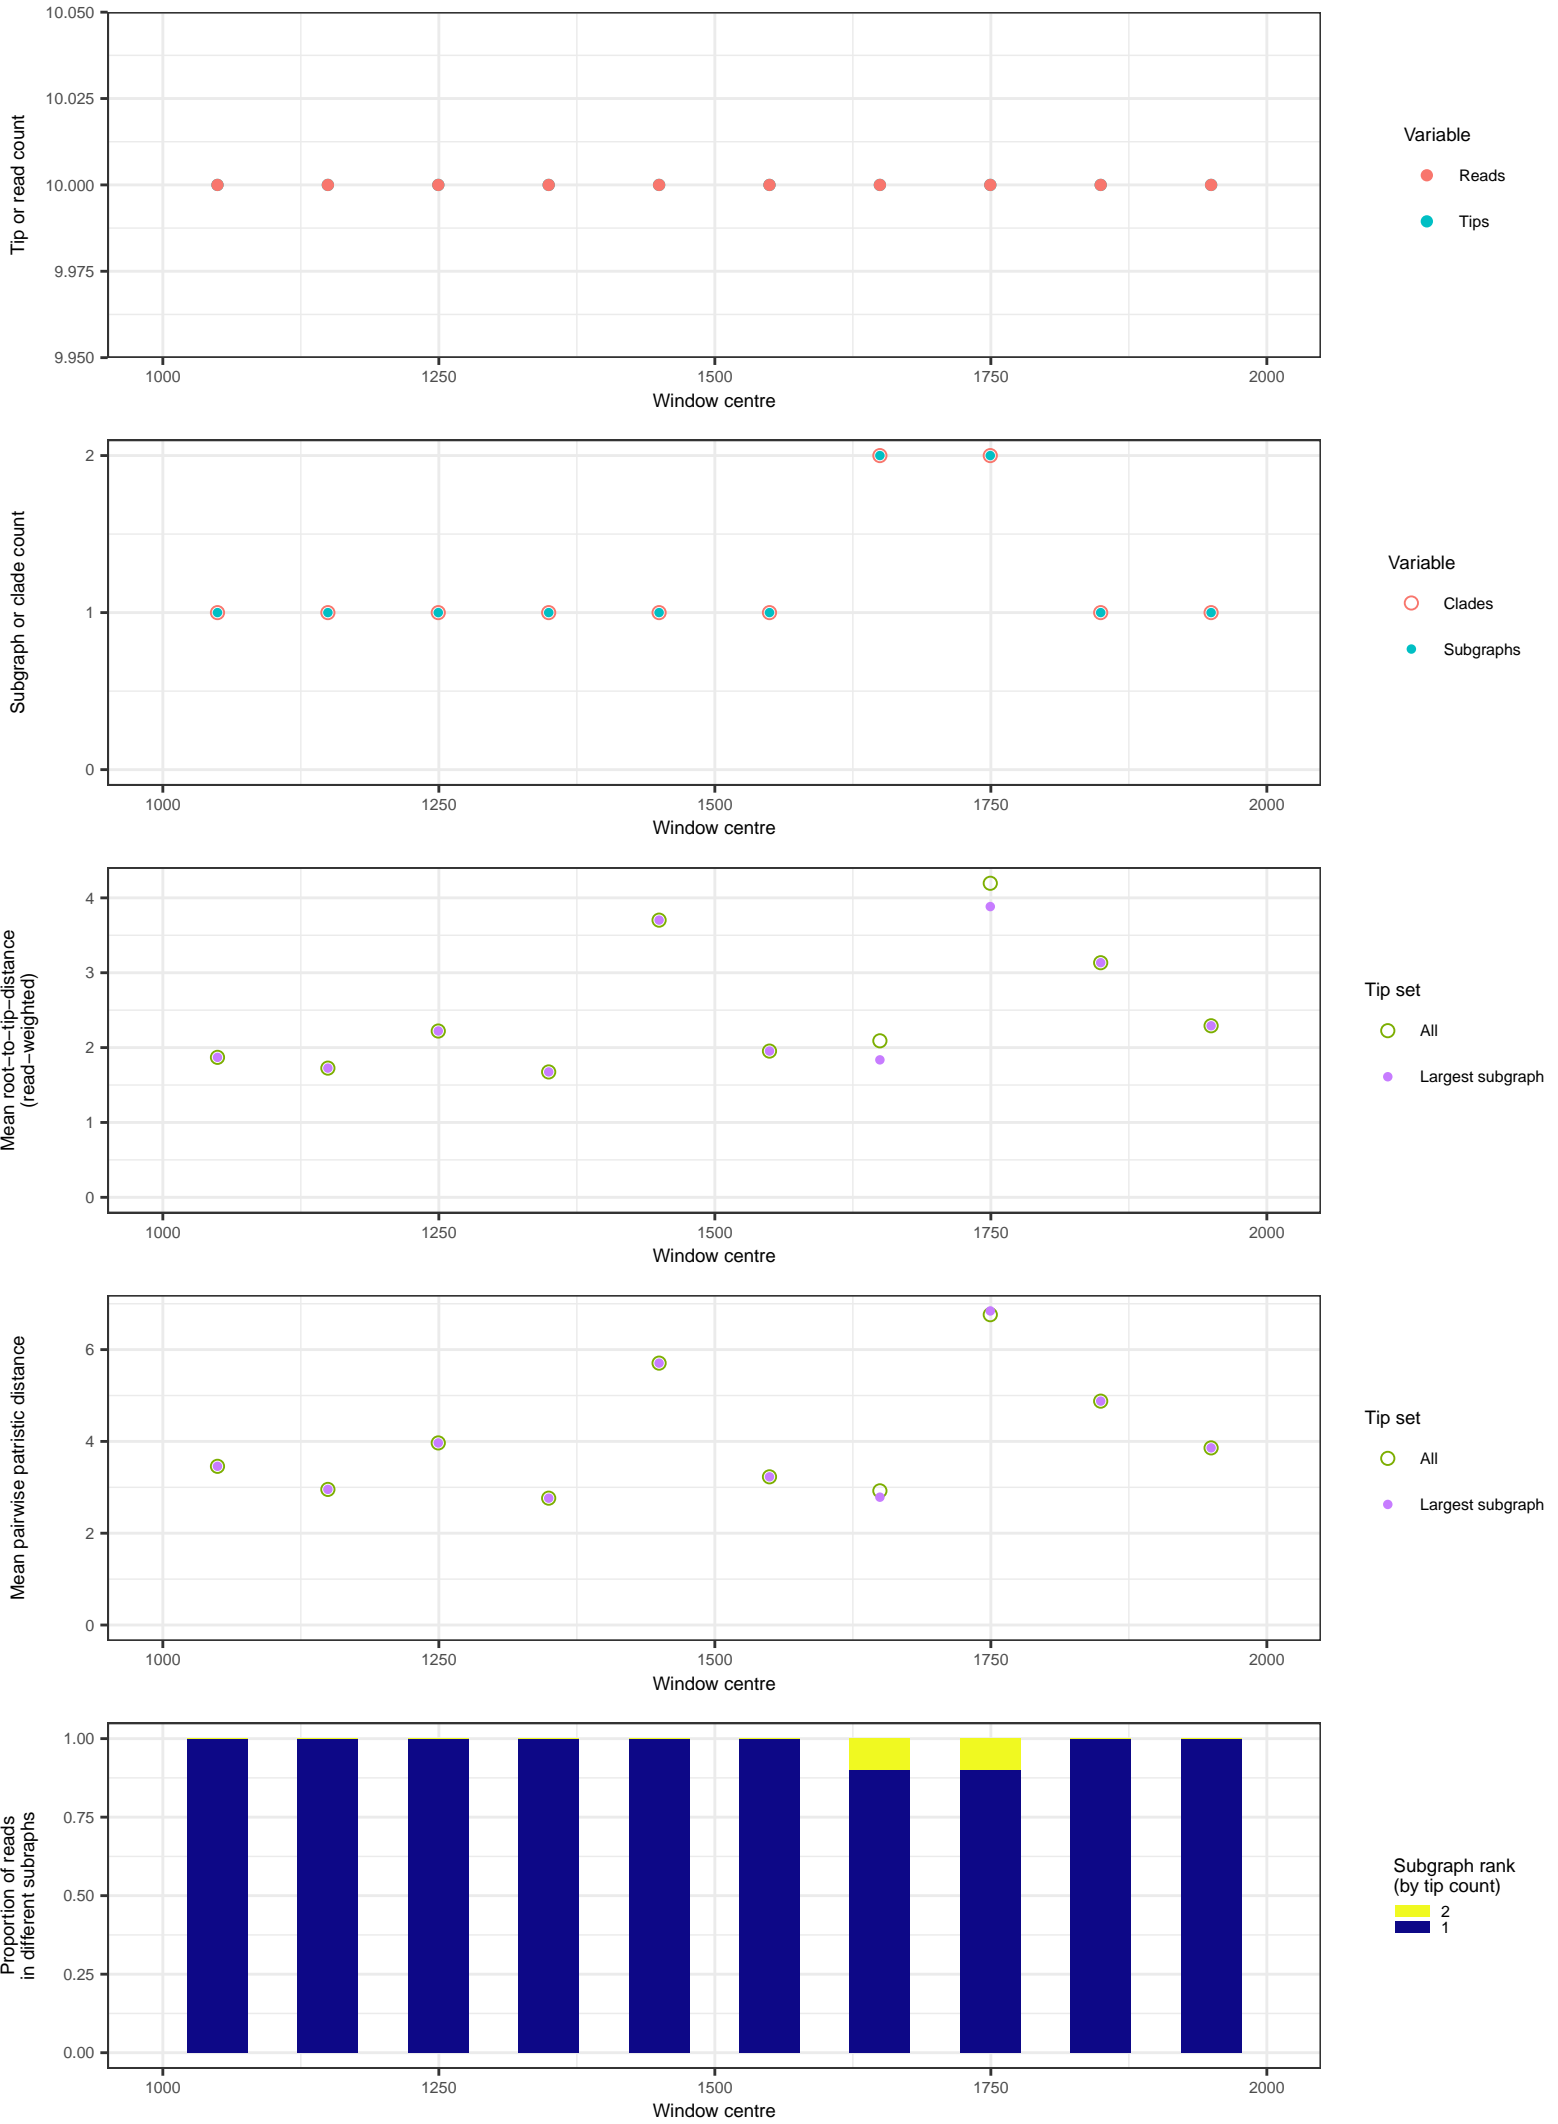 10.050
10.025
10.000
9.975
9.950
Tip or read count
1000 1250 1500 1750 2000
Window centre
Variable
Reads
Tips
2
1
0
Subgraph or clade count
1000 1250 1500 1750 2000
Window centre
Variable
Clades
Subgraphs
4
3
2
1
0
Mean root−to−tip−distance
(read−weighted)
1000 1250 1500 1750 2000
Window centre
Tip set
All
Largest subgraph
6
4
2
0
Mean pairwise patristic distance
1000 1250 1500 1750 2000
Window centre
Tip set
All
Largest subgraph
1.00
0.75
0.50
0.25
0.00
Proportion of reads
in different subraphs
1000 1250 1500 1750 2000
Window centre
Subgraph rank
(by tip count)
2
1